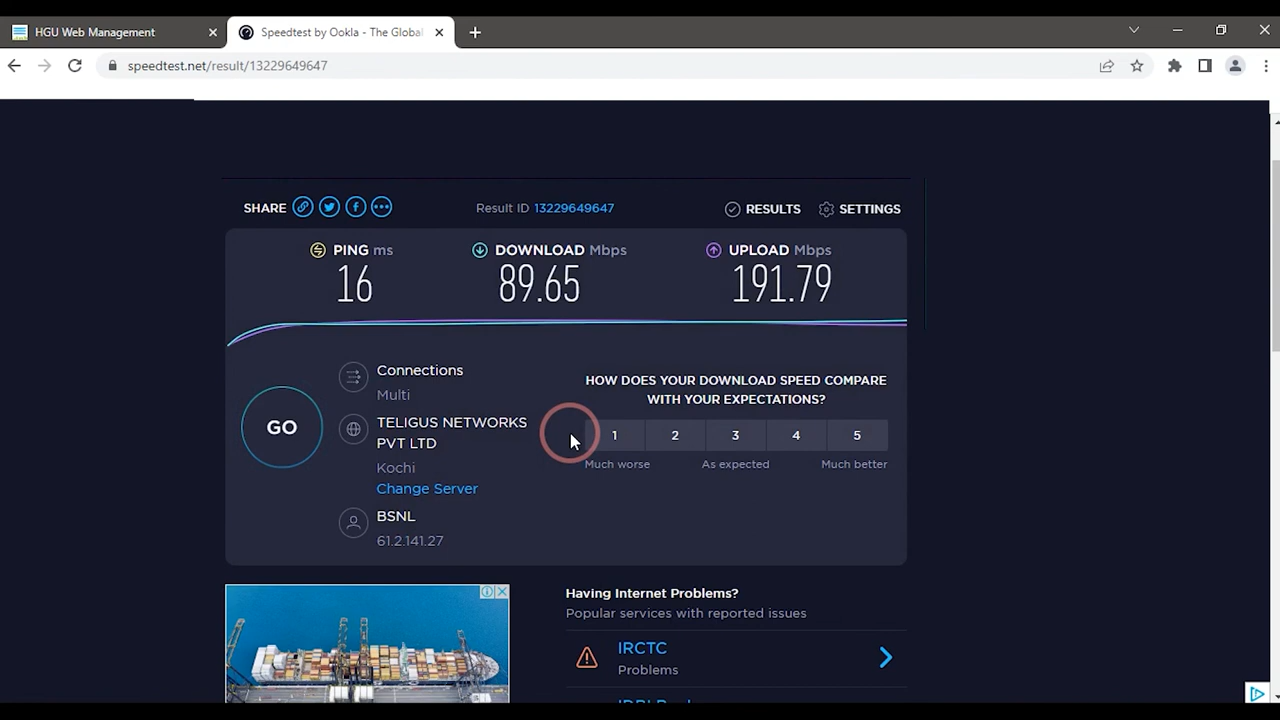 HGU Web Management
Speedtest by Ookla - The Global
speedtest.net/result/13229649647
SHARE
Result ID 13229649647
RESULTS
SETTINGS
PING ms
16
DOWNLOAD Mbps
89.65
UPLOAD Mbps
191.79
GO
Connections
Multi
TELIGUS NETWORKS
PVT LTD
Kochi
Change Server
BSNL
61.2.141.27
HOW DOES YOUR DOWNLOAD SPEED COMPARE
WITH YOUR EXPECTATIONS?
1 2 3 4 5
Much worse As expected Much better
Having Internet Problems?
Popular services with reported issues
IRCTC
Problems